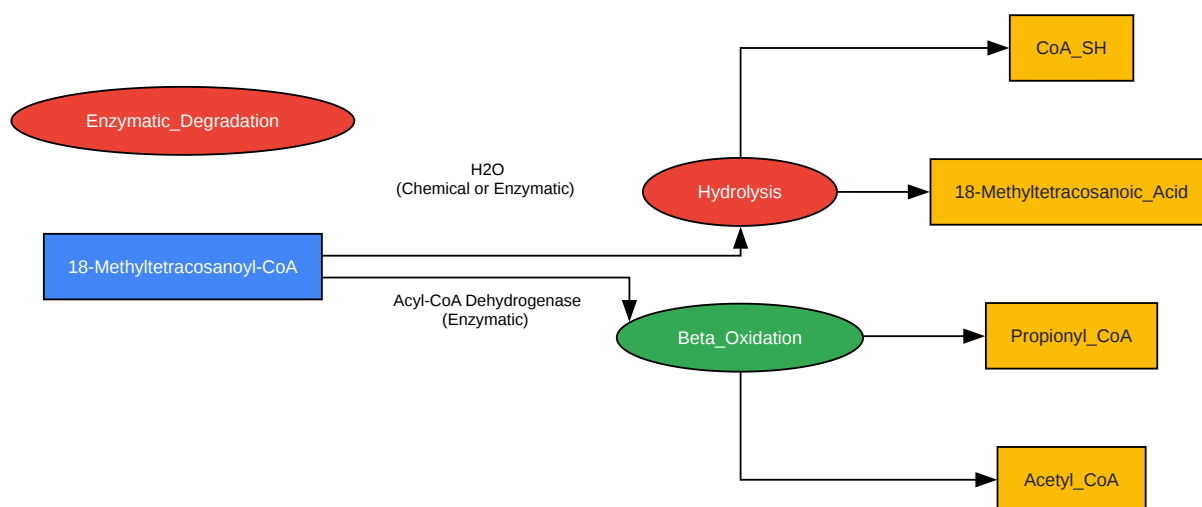 CoA_SH
Enzymatic_Degradation
H2O
(Chemical or Enzymatic)
Hydrolysis
18-Methyltetracosanoic_Acid
18-Methyltetracosanoyl-CoA
Acyl-CoA Dehydrogenase
(Enzymatic)
Beta_Oxidation
Propionyl_CoA
Acetyl_CoA